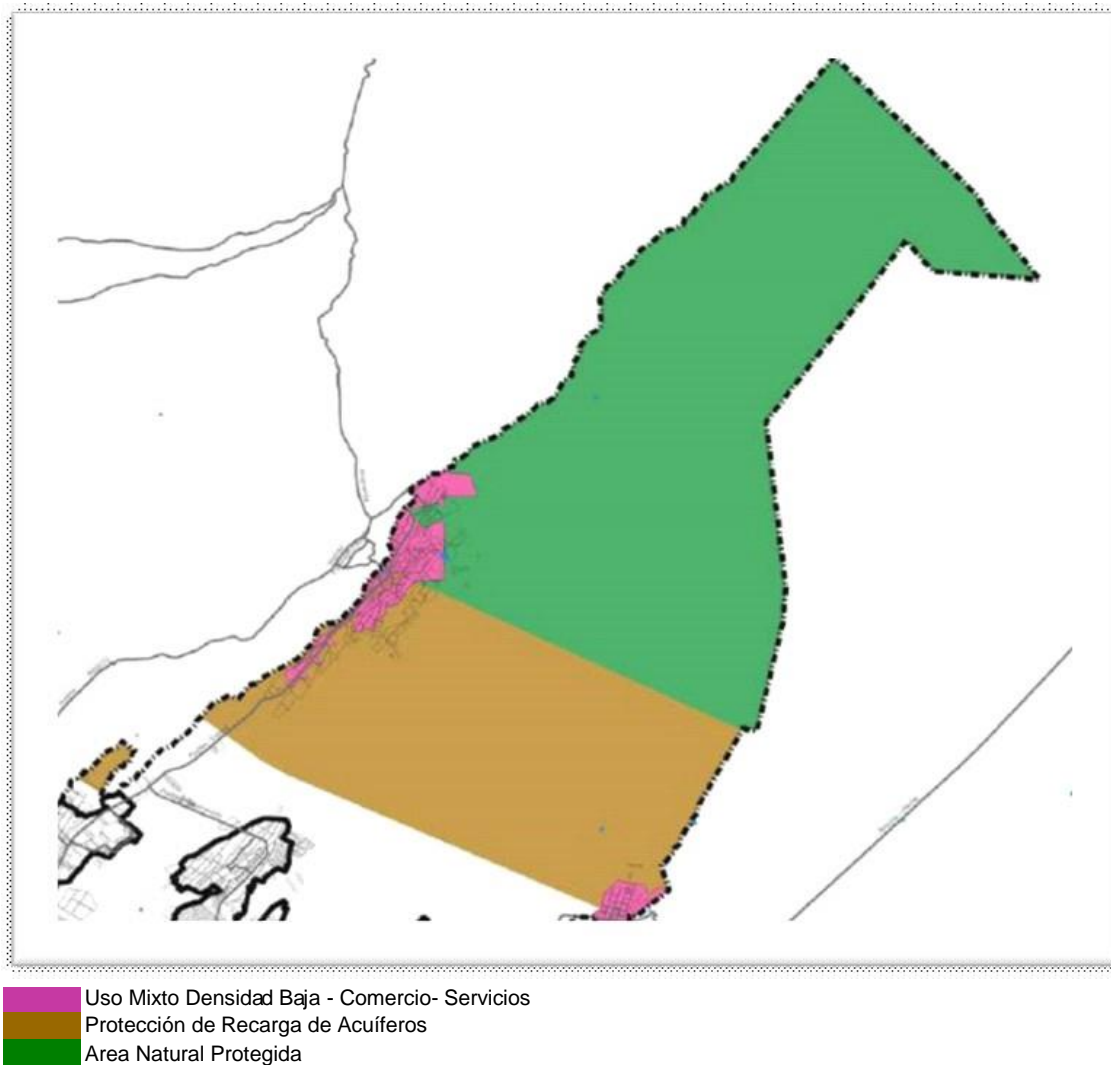 Uso Mixto Densidad Baja - Comercio- Servicios
Protección de Recarga de Acuíferos
Area Natural Protegida